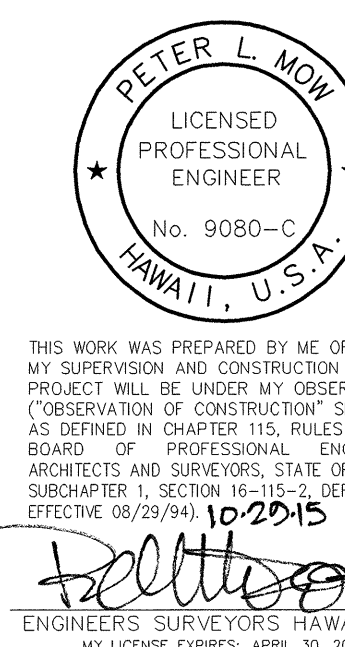 PETER L. MOW
LICENSED
PROFESSIONAL
ENGINEER
No. 9080-C
HAWAII, U.S.A.
THIS WORK WAS PREPARED BY ME OR
MY SUPERVISION AND CONSTRUCTION
PROJECT WILL BE UNDER MY OBSER
("OBSERVATION OF CONSTRUCTION" S
AS DEFINED IN CHAPTER 115, RULES
BOARD OF PROFESSIONAL ENG
ARCHITECTS AND SURVEYORS, STATE OF
SUBCHAPTER 1, SECTION 16-115-2, DEF
EFFECTIVE 08/29/94). 10.29.15
ENGINEERS SURVEYORS HAWA
MY LICENSE EXPIRES: APRIL 30, 20